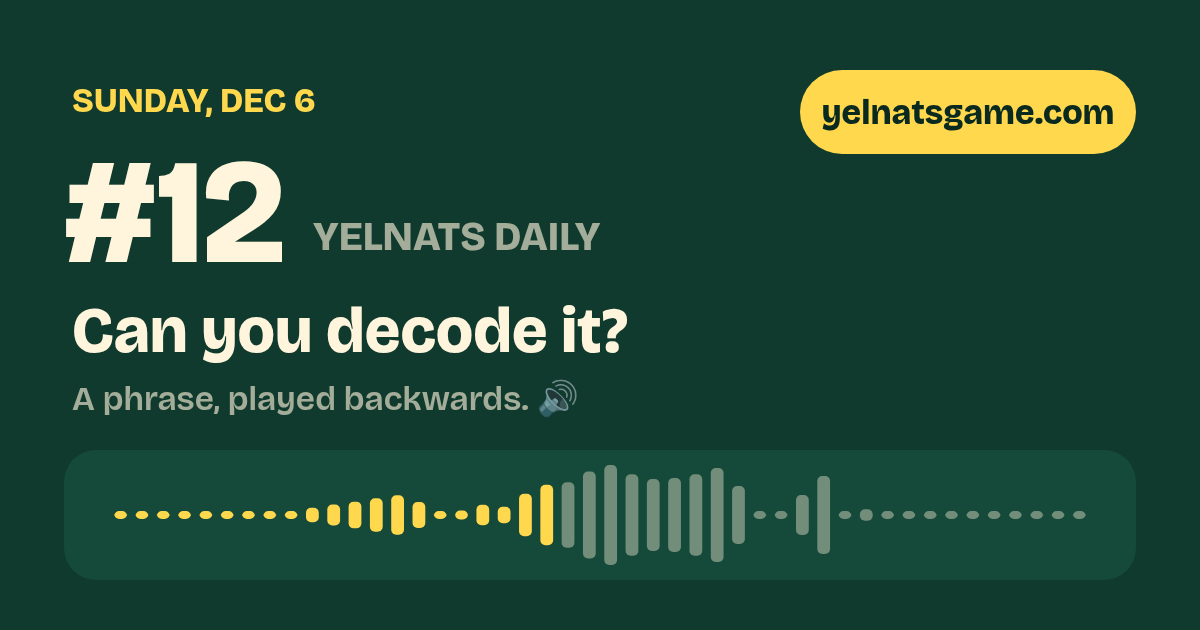 SUNDAY, DEC 6
yelnatsgame.com
#12 YELNATS DAILY
Can you decode it?
A phrase, played backwards. 🔊